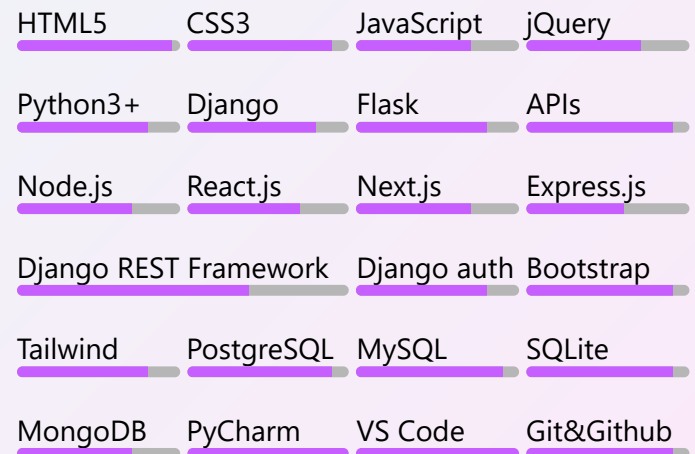 HTML5 CSS3 JavaScript jQuery
Python3+ Django Flask APIs
Node.js React.js Next.js Express.js
Django REST Framework Django auth Bootstrap
Tailwind PostgreSQL MySQL SQLite
MongoDB PyCharm VS Code Git&Github